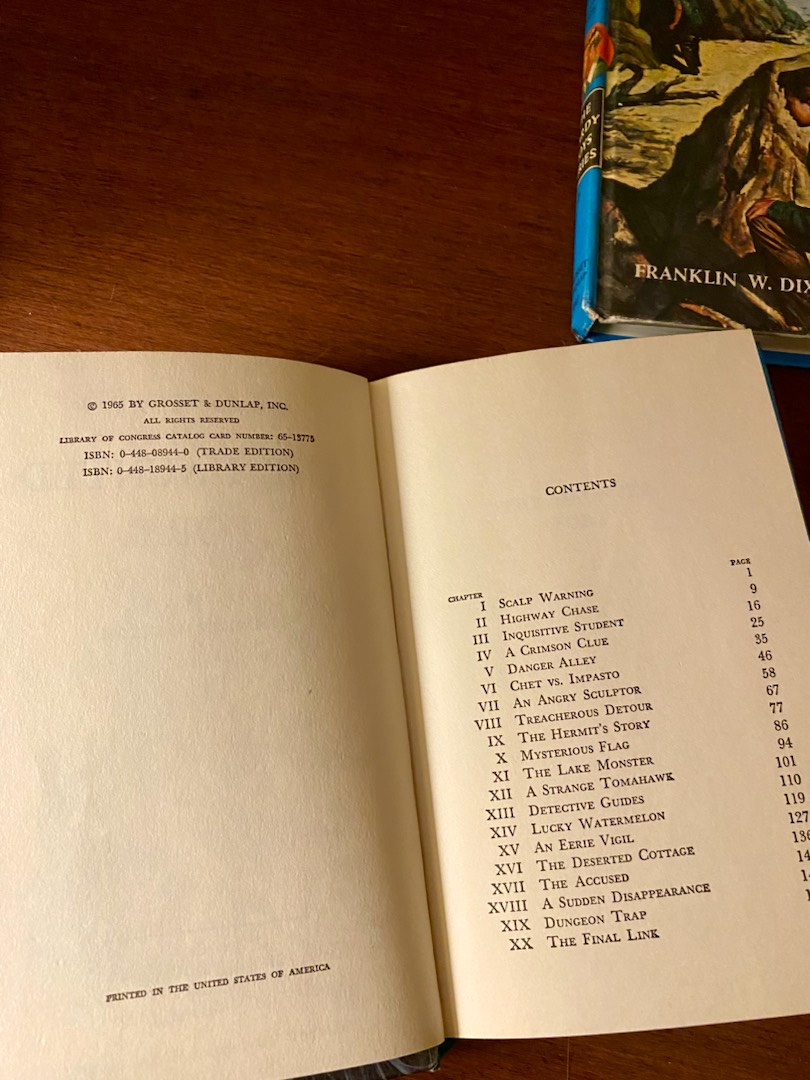 FRANKLIN W. DIX
© 1965 BY GROSSET & DUNLAP, INC.
ALL RIGHTS RESERVED
LIBRARY OF CONGRESS CATALOG CARD NUMBER: 65-13775
ISBN: 0-448-08944-0 (TRADE EDITION)
ISBN: 0-448-18944-5 (LIBRARY EDITION)
PRINTED IN THE UNITED STATES OF AMERICA
CONTENTS
CHAPTER PAGE
I SCALP WARNING 1
II HIGHWAY CHASE 9
III INQUISITIVE STUDENT 16
IV A CRIMSON CLUE 25
V DANGER ALLEY 35
VI CHET VS. IMPASTO 46
VII AN ANGRY SCULPTOR 58
VIII TREACHEROUS DETOUR 67
IX THE HERMIT'S STORY 77
X MYSTERIOUS FLAG 86
XI THE LAKE MONSTER 94
XII A STRANGE TOMAHAWK 101
XIII DETECTIVE GUIDES 110
XIV LUCKY WATERMELON 119
XV AN EERIE VIGIL 127
XVI THE DESERTED COTTAGE 136
XVII THE ACCUSED
XVIII A SUDDEN DISAPPEARANCE
XIX DUNGEON TRAP
XX THE FINAL LINK